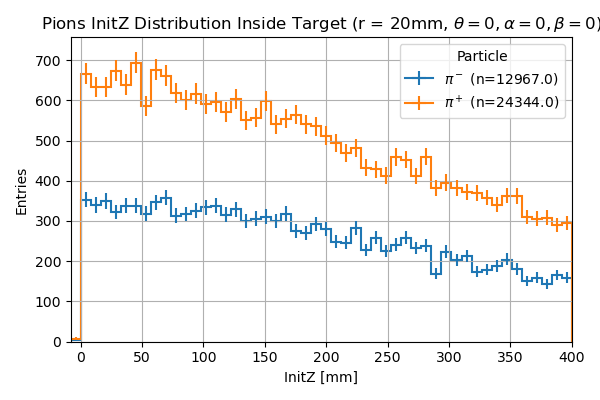 Pions InitZ Distribution Inside Target (r = 20mm, θ = 0, α = 0, β = 0)
Particle
π⁻ (n=12967.0)
π⁺ (n=24344.0)
Entries
700
600
500
400
300
200
100
0
0 50 100 150 200 250 300 350 400
InitZ [mm]